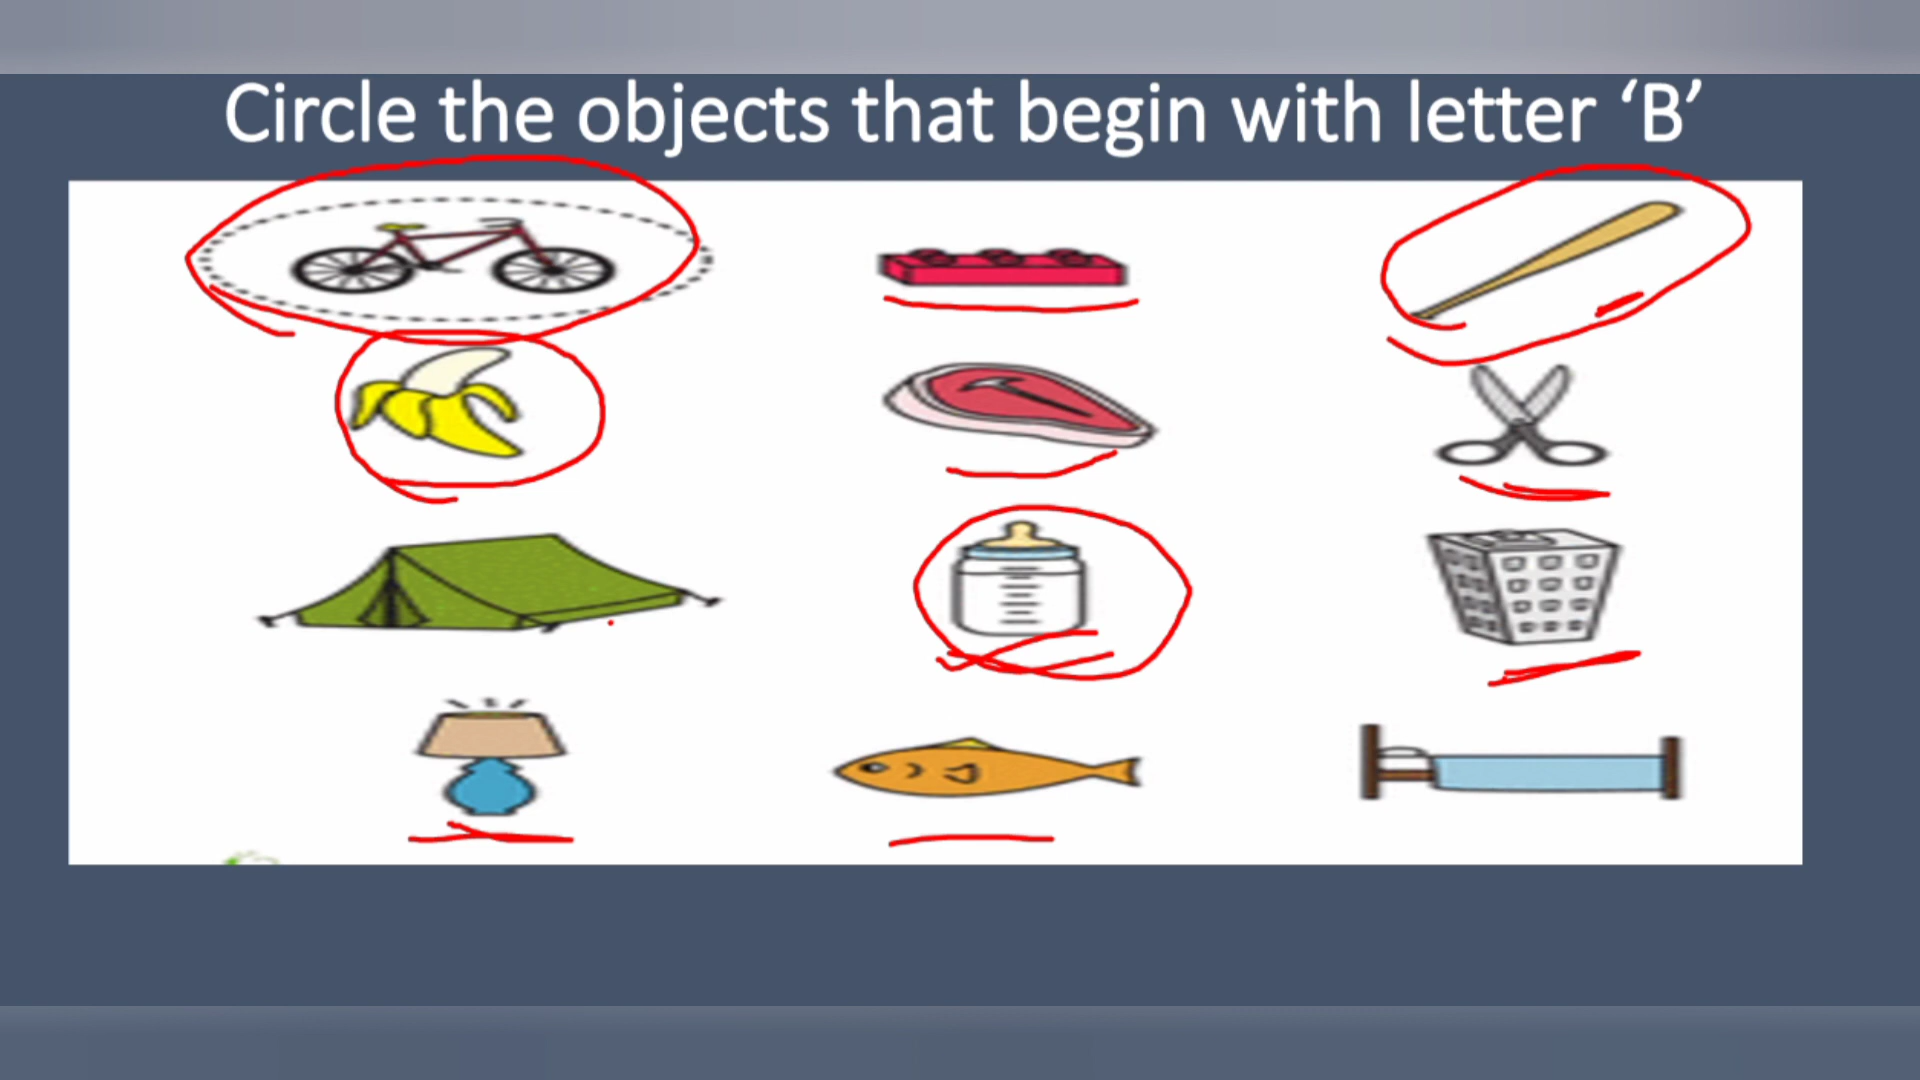 Circle the objects that begin with letter ‘B’